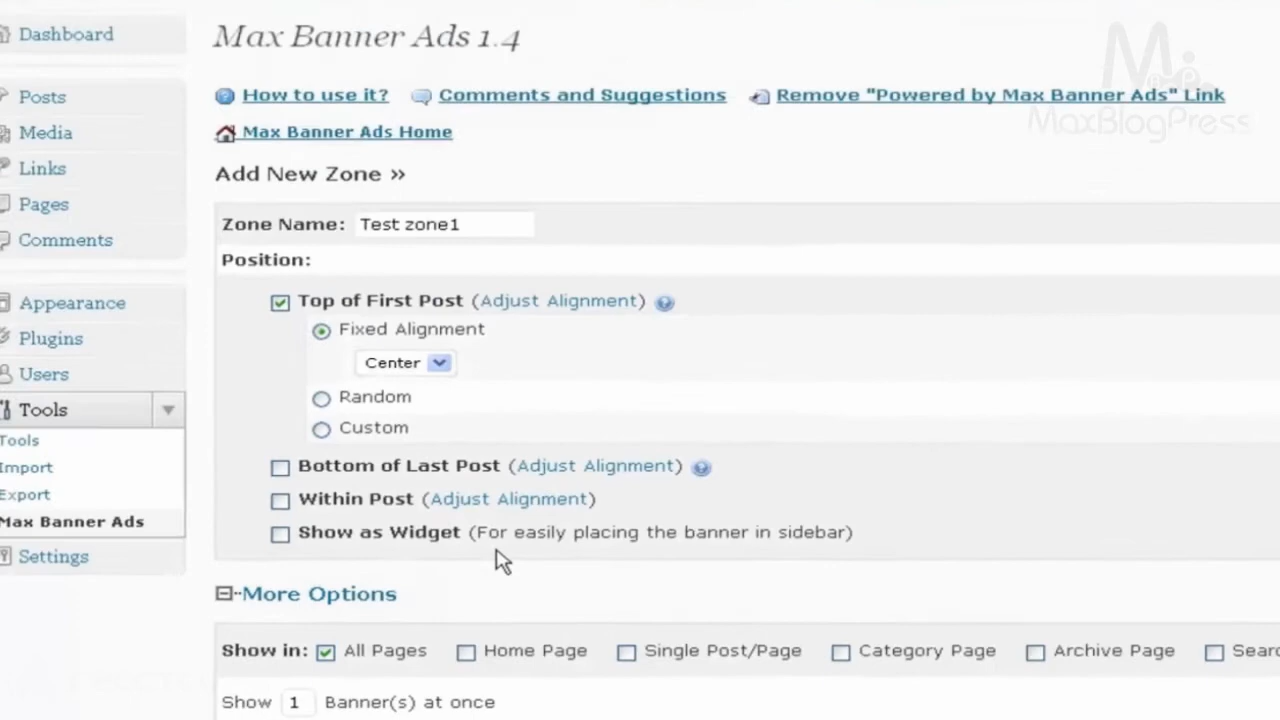 Dashboard
Posts
Media
Links
Pages
Comments
Appearance
Plugins
Users
Tools
Tools
Import
Export
Max Banner Ads
Settings
Max Banner Ads 1.4
How to use it? Comments and Suggestions Remove "Powered by Max Banner Ads" Link
Max Banner Ads Home
Add New Zone »
Zone Name: Test zone1
Position:
Top of First Post (Adjust Alignment)
Fixed Alignment
Center
Random
Custom
Bottom of Last Post (Adjust Alignment)
Within Post (Adjust Alignment)
Show as Widget (For easily placing the banner in sidebar)
More Options
Show in: All Pages Home Page Single Post/Page Category Page Archive Page Searc
Show 1 Banner(s) at once
MaxBlogPress